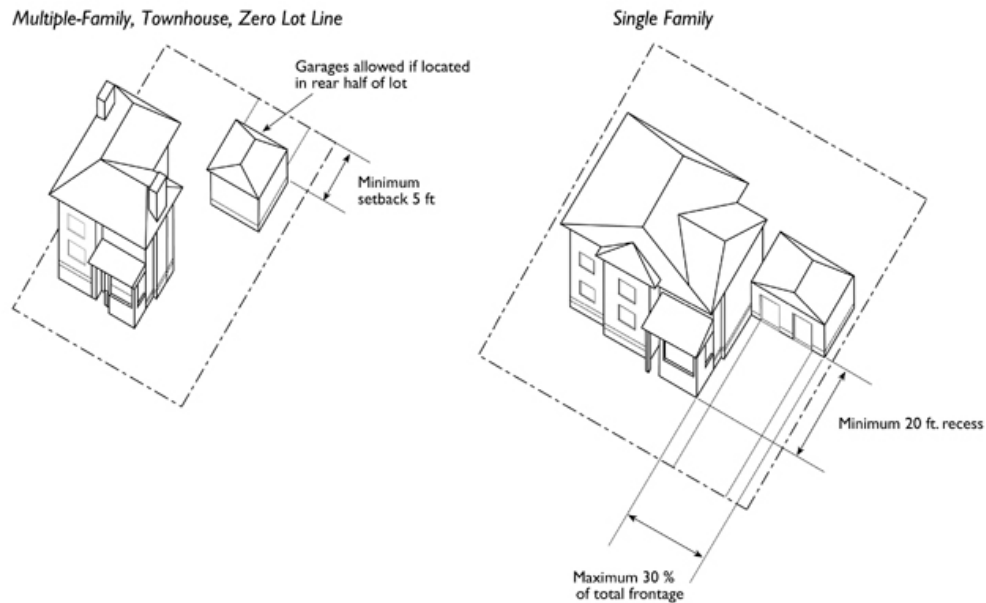 Multiple-Family, Townhouse, Zero Lot Line
Garages allowed if located
in rear half of lot
Minimum
setback 5 ft
Single Family
Minimum 20 ft. recess
Maximum 30 %
of total frontage